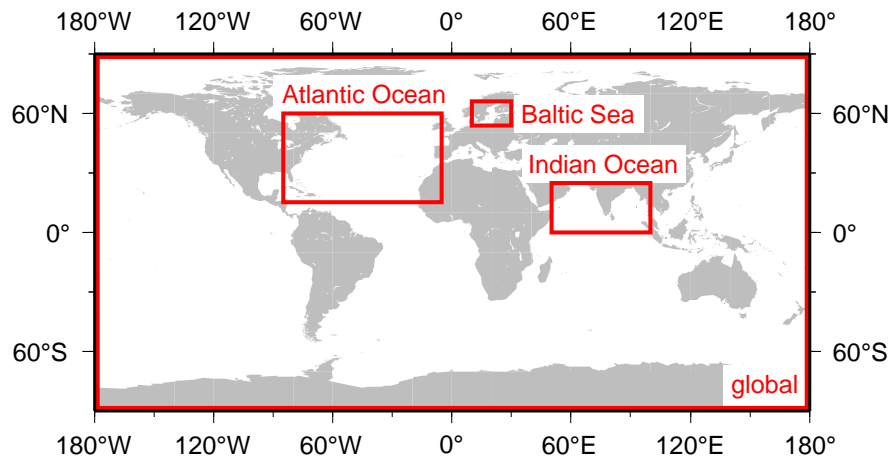 180°W 120°W 60°W 0° 60°E 120°E 180°
Atlantic Ocean
60°N 60°N
Baltic Sea
Indian Ocean
0° 0°
60°S 60°S
global
180°W 120°W 60°W 0° 60°E 120°E 180°